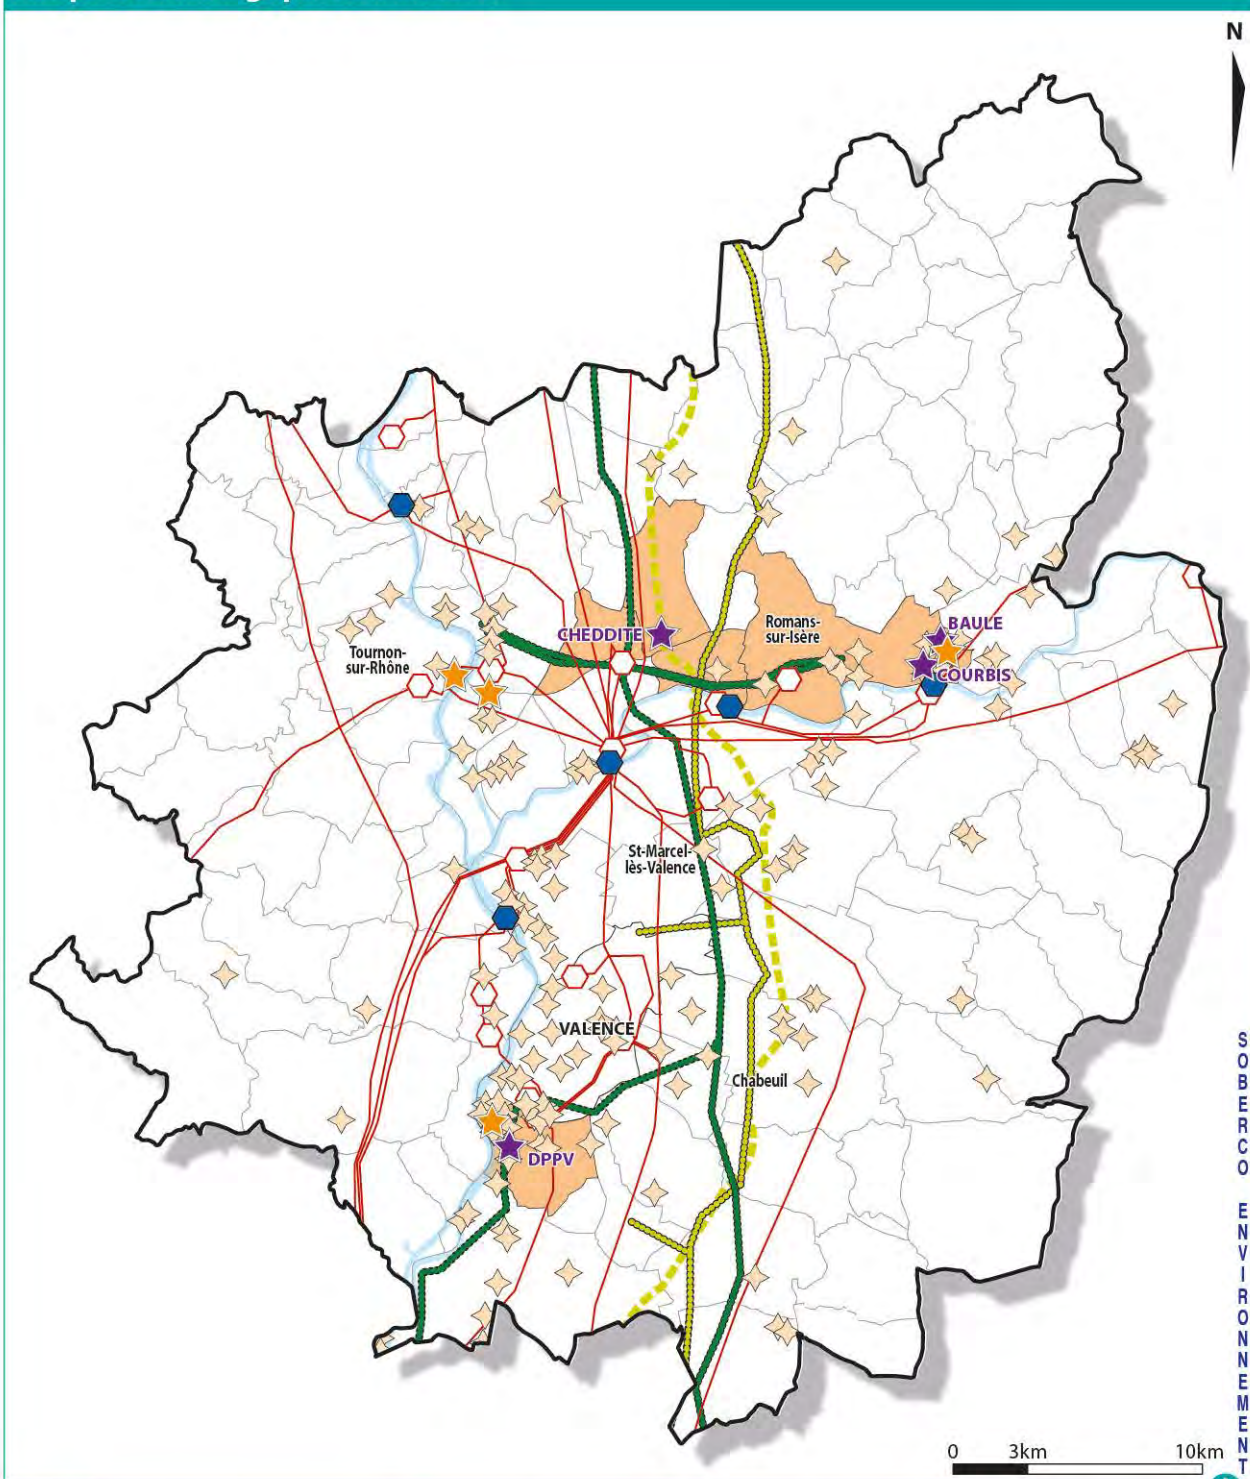 N
CHEDDITE
Romans-
sur-Isère
BAULE
COURBIS
Tournon-
sur-Rhône
St-Marcel-
lès-Valence
VALENCE
Chabeuil
DPPV
SOBERCO ENVIRONNEMENT
0 3km 10km